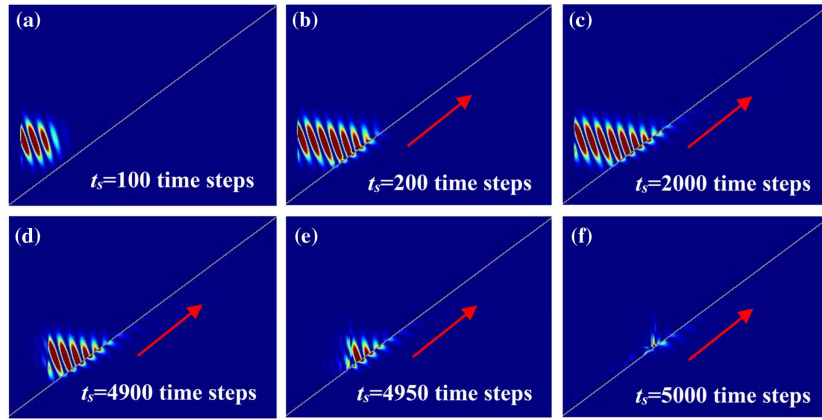 (a)
t_s=100 time steps
(b)
t_s=200 time steps
(c)
t_s=2000 time steps
(d)
t_s=4900 time steps
(e)
t_s=4950 time steps
(f)
t_s=5000 time steps